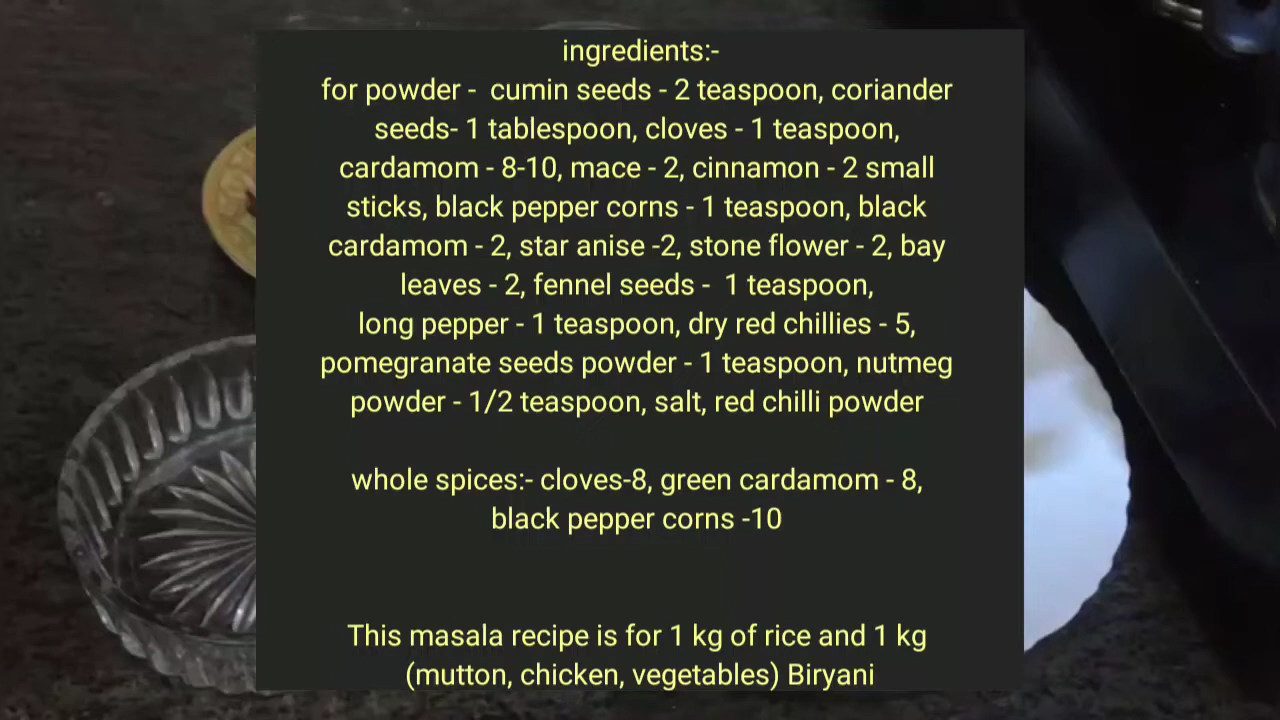 ingredients:-
for powder - cumin seeds - 2 teaspoon, coriander
seeds- 1 tablespoon, cloves - 1 teaspoon,
cardamom - 8-10, mace - 2, cinnamon - 2 small
sticks, black pepper corns - 1 teaspoon, black
cardamom - 2, star anise -2, stone flower - 2, bay
leaves - 2, fennel seeds - 1 teaspoon,
long pepper - 1 teaspoon, dry red chillies - 5,
pomegranate seeds powder - 1 teaspoon, nutmeg
powder - 1/2 teaspoon, salt, red chilli powder
whole spices:- cloves-8, green cardamom - 8,
black pepper corns -10
This masala recipe is for 1 kg of rice and 1 kg
(mutton, chicken, vegetables) Biryani